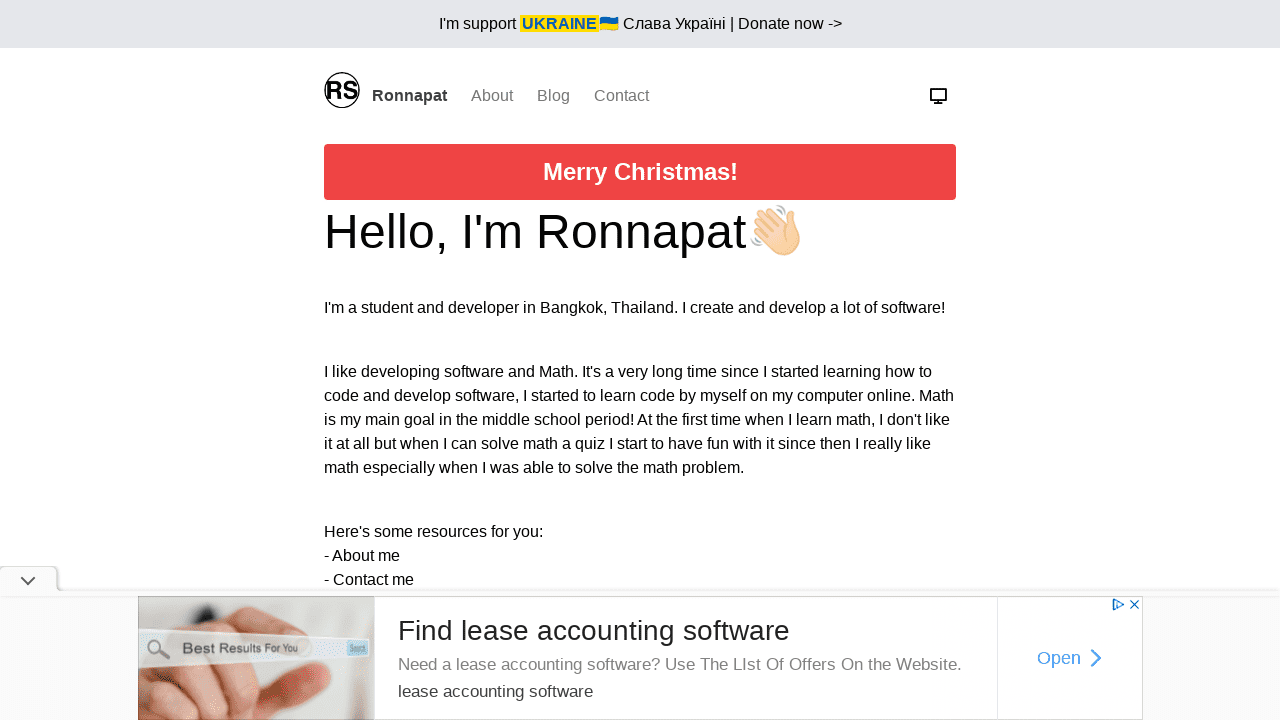 I'm support UKRAINE🇺🇦 Слава Україні | Donate now ->
RS Ronnapat About Blog Contact
Merry Christmas!
Hello, I'm Ronnapat👋🏻
I'm a student and developer in Bangkok, Thailand. I create and develop a lot of software!
I like developing software and Math. It's a very long time since I started learning how to
code and develop software, I started to learn code by myself on my computer online. Math
is my main goal in the middle school period! At the first time when I learn math, I don't like
it at all but when I can solve math a quiz I start to have fun with it since then I really like
math especially when I was able to solve the math problem.
Here's some resources for you:
- About me
- Contact me
Best Results For You Search
Find lease accounting software
Need a lease accounting software? Use The LIst Of Offers On the Website.
lease accounting software
Open